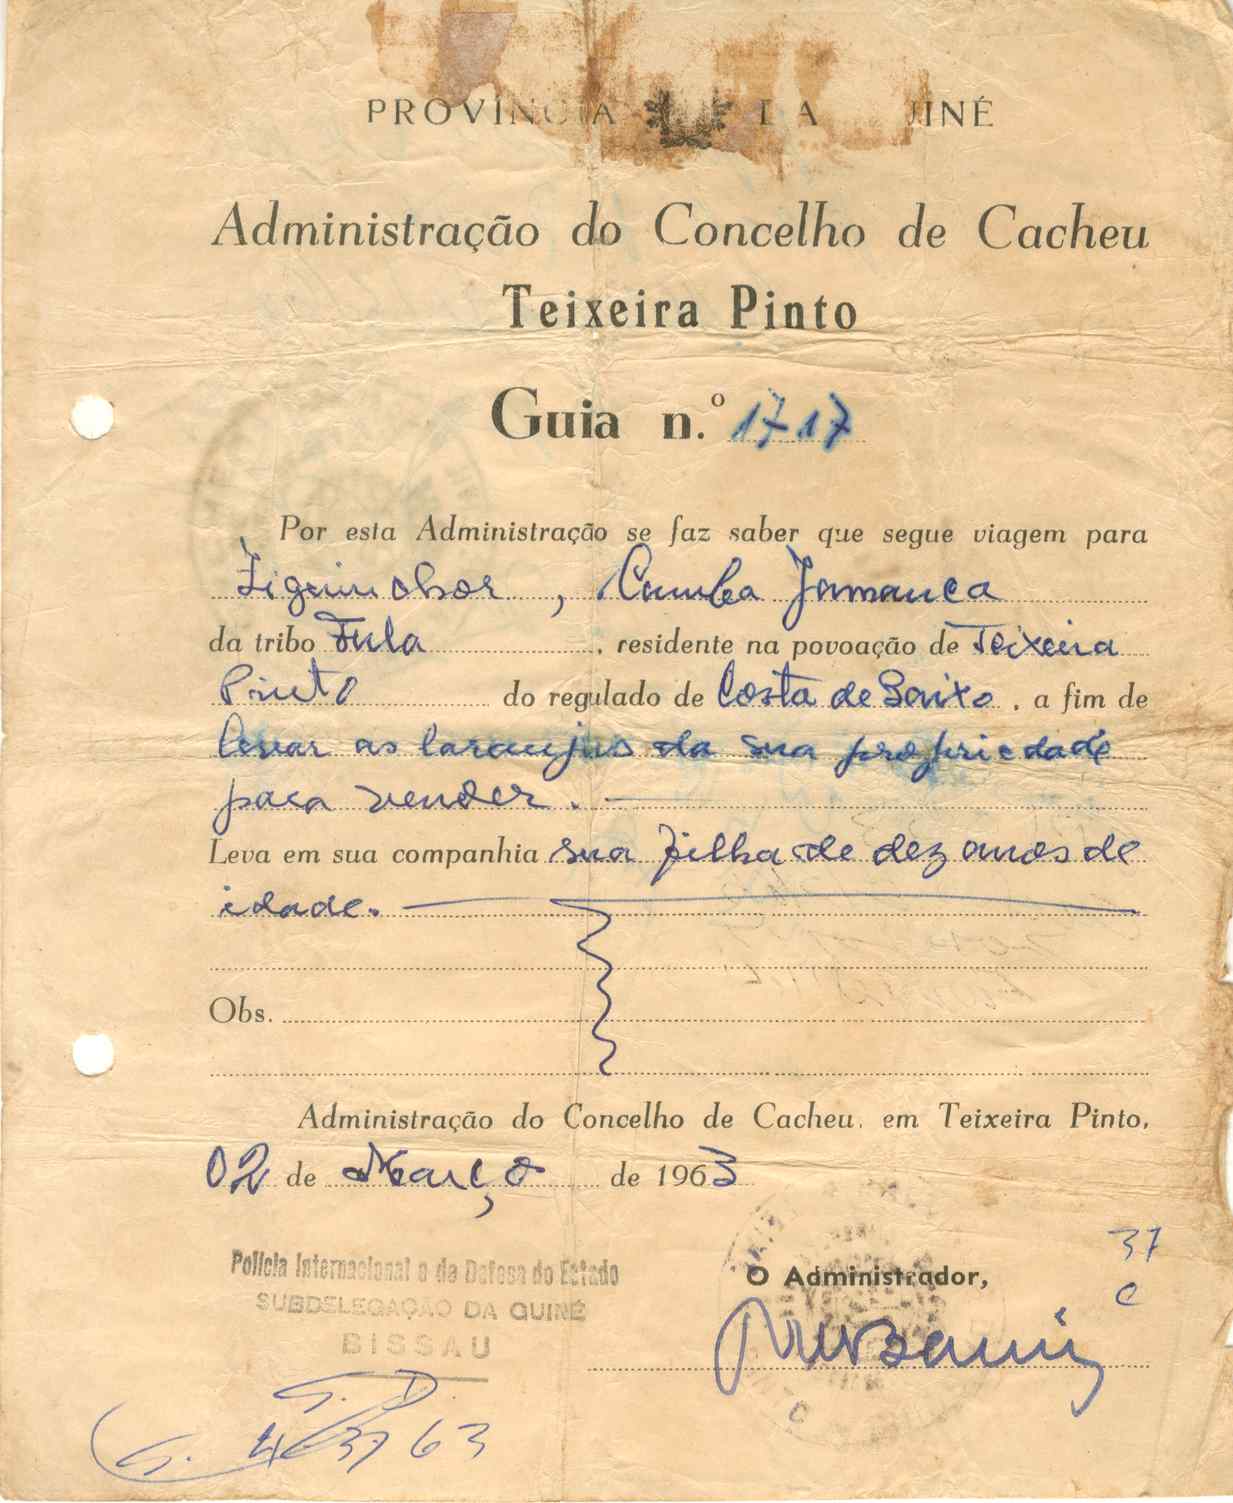 PROVÍNCIA DA GUINÉ
Administração do Concelho de Cacheu
Teixeira Pinto
Guia n.º 1717
Por esta Administração se faz saber que segue viagem para
Ziguinchor, Cumba Jamanca
da tribo Fula, residente na povoação de Teixeira
Pinto do regulado de Costa de Baixo, a fim de
levar as laranjas da sua propriedade
para vender.
Leva em sua companhia sua filha de dez anos de
idade.
Obs.
Administração do Concelho de Cacheu, em Teixeira Pinto,
02 de Março de 1963
37
Polícia Internacional e de Defesa do Estado
O Administrador,
SUBDELEGAÇÃO DA GUINÉ
BISSAU
63